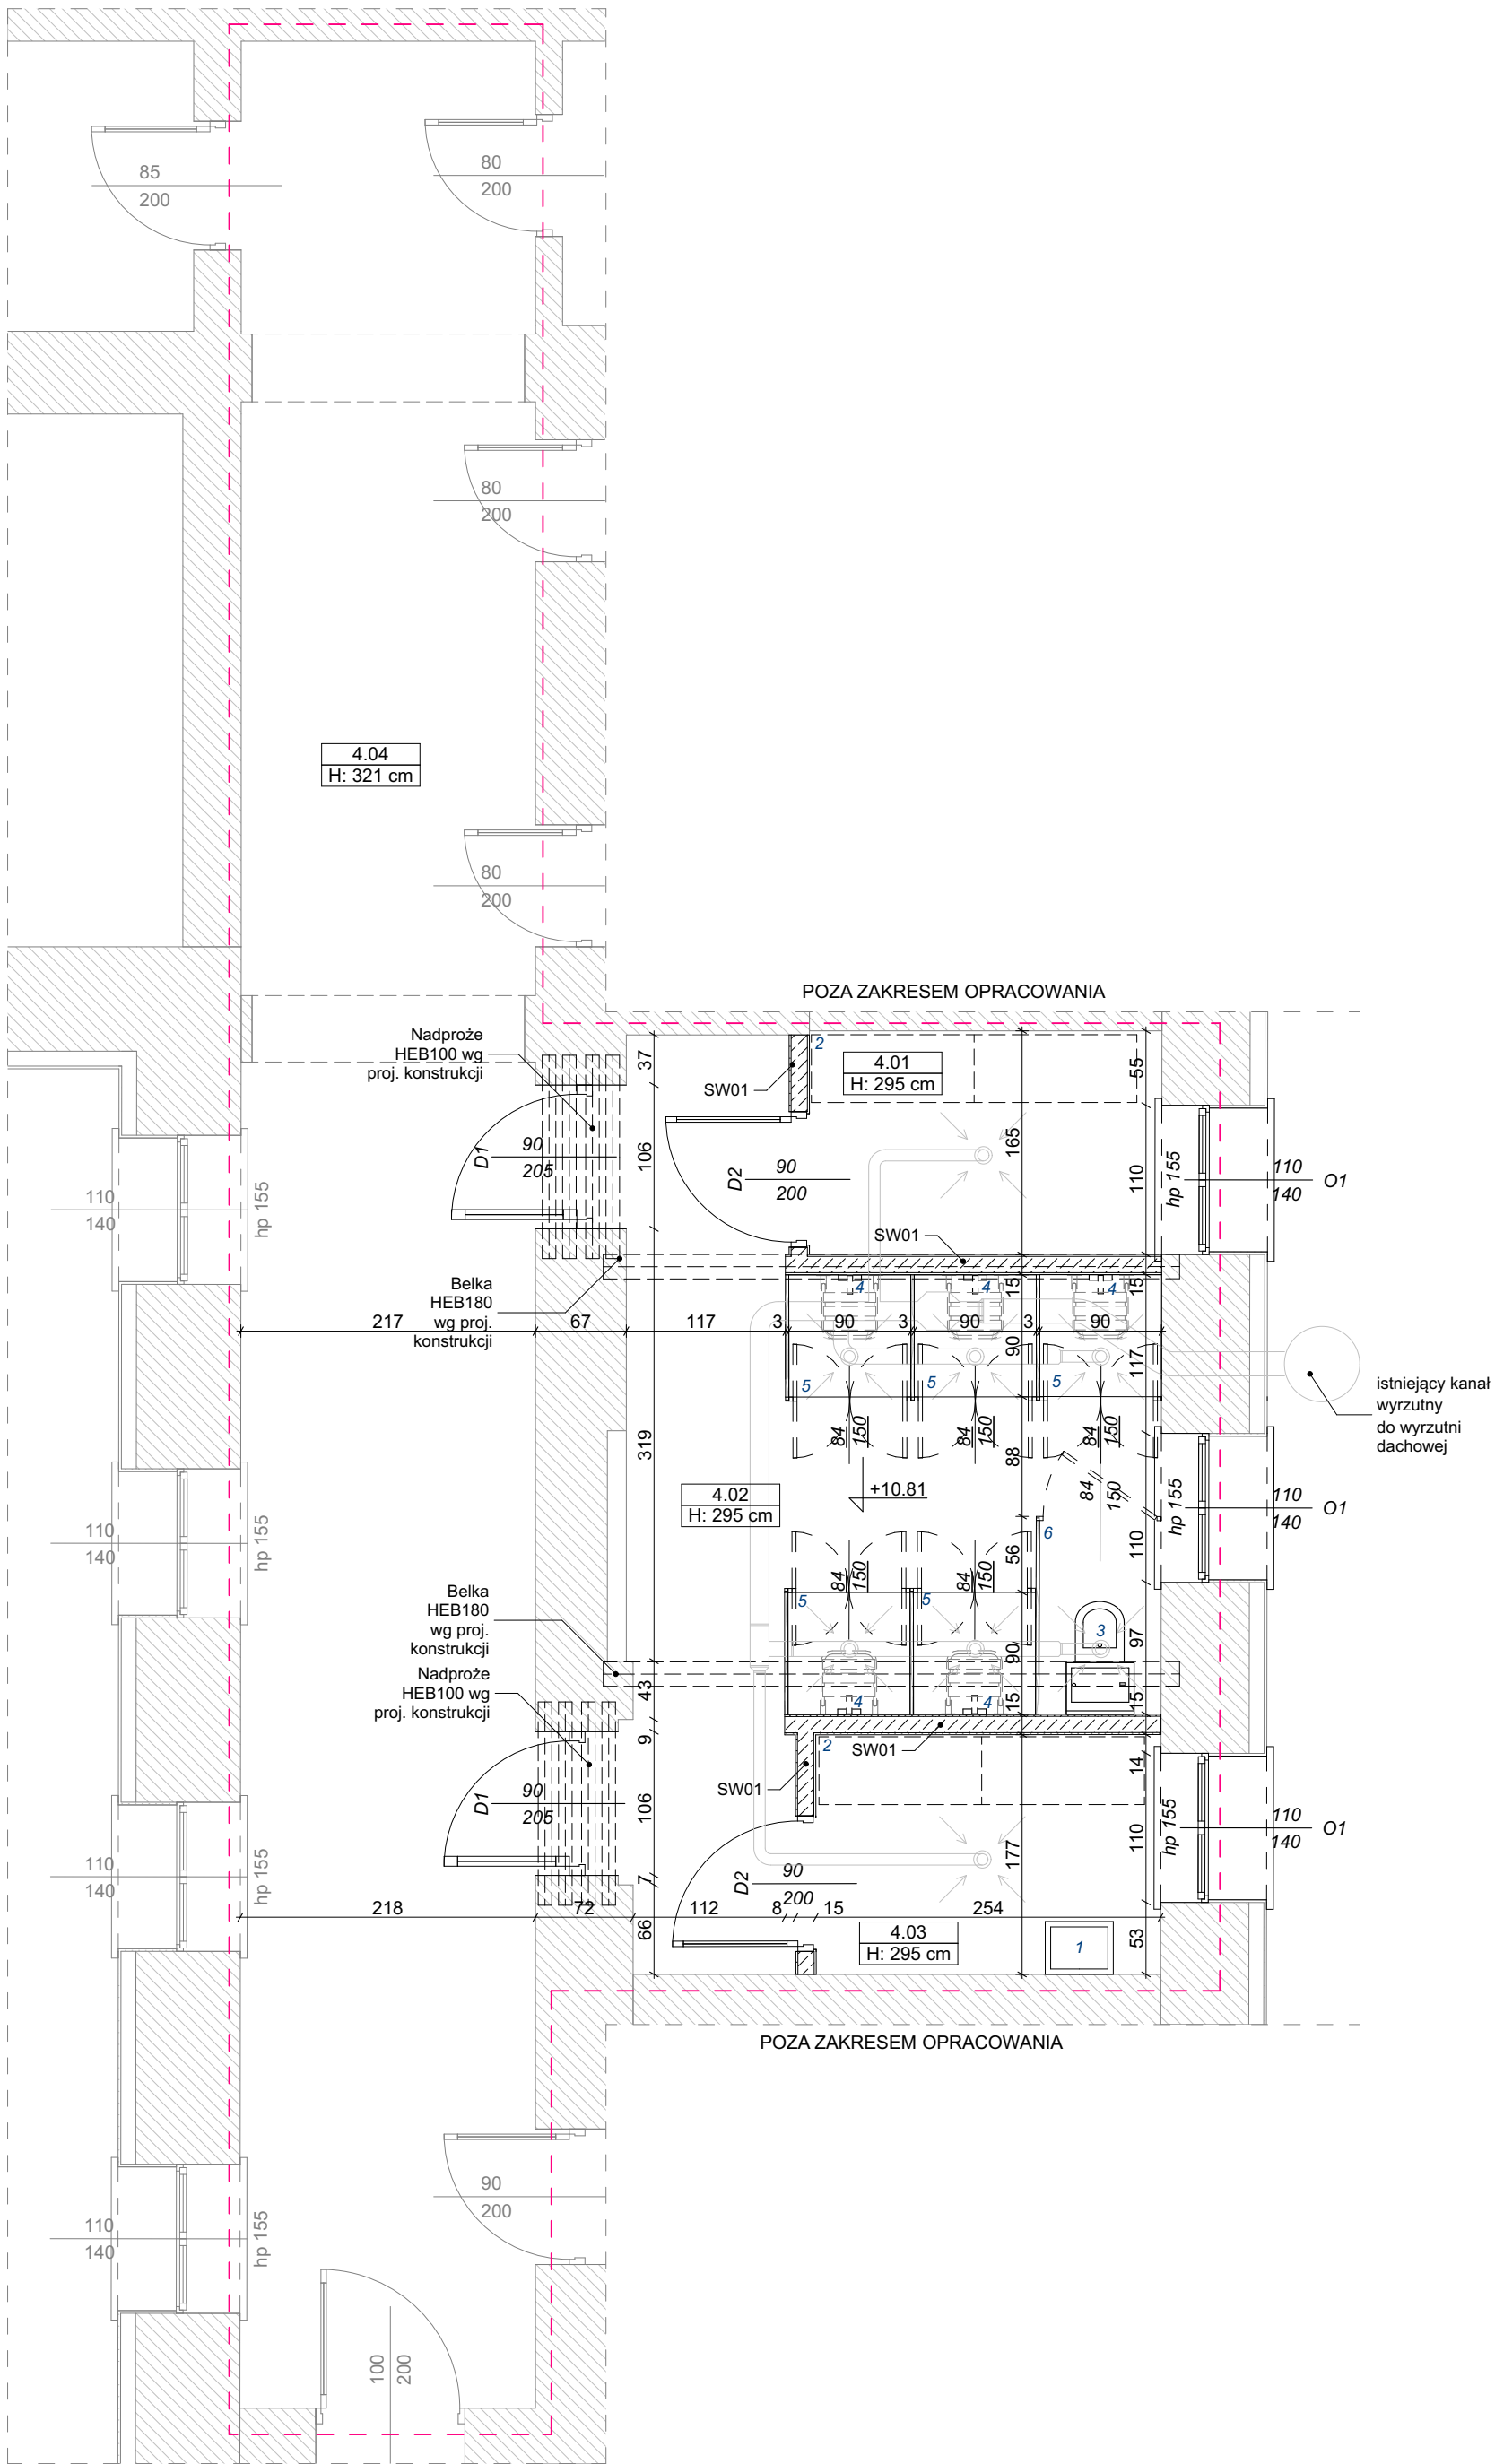 85
200
80
200
80
200
4.04
H: 321 cm
80
200
POZA ZAKRESEM OPRACOWANIA
Nadproże
HEB100 wg
proj. konstrukcji
37
SW01
2
4.01
H: 295 cm
55
D1
90
205
106
D2
90
200
165
110
hp 155
110
140
O1
110
140
hp 155
SW01
Belka
HEB180
wg proj.
konstrukcji
4
4
15
4
15
217
67
117
3
90
3
90
3
90
90
117
5
5
5
istniejący kanał
wyrzutny
do wyrzutni
dachowej
319
84
150
84
150
88
84
150
4.02
H: 295 cm
+10.81
84
150
hp 155
110
140
O1
110
140
hp 155
6
56
110
84
150
84
150
Belka
HEB180
wg proj.
konstrukcji
5
5
3
90
97
43
4
4
15
15
Nadproże
HEB100 wg
proj. konstrukcji
9
2
SW01
14
SW01
D1
90
205
106
110
hp 155
110
140
O1
110
140
hp 155
177
7
D2
90
200
218
72
112
8
15
254
66
4.03
H: 295 cm
1
53
POZA ZAKRESEM OPRACOWANIA
90
200
110
140
hp 155
100
200